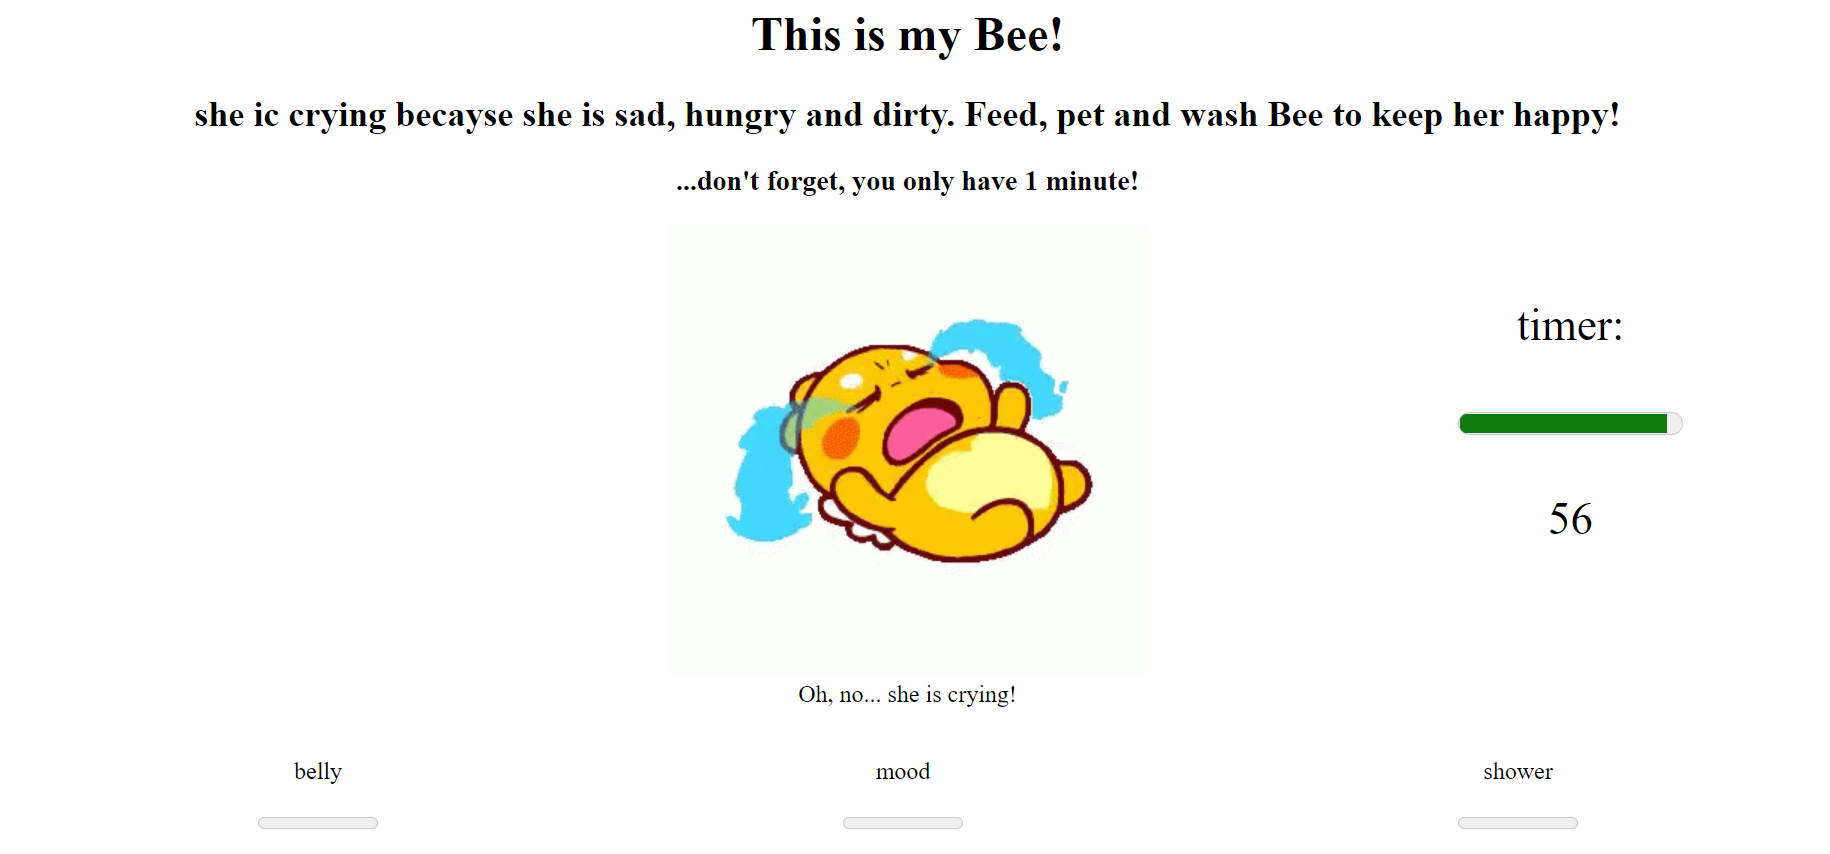 This is my Bee!
she ic crying becayse she is sad, hungry and dirty. Feed, pet and wash Bee to keep her happy!
...don't forget, you only have 1 minute!
timer:
56
Oh, no... she is crying!
belly
mood
shower